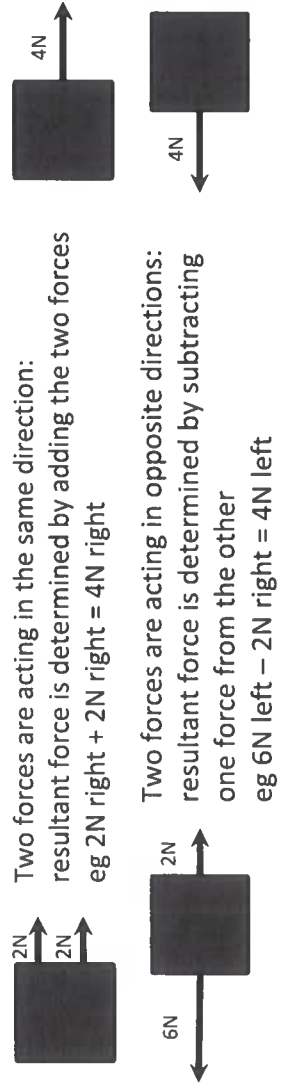 2N
2N
Two forces are acting in the same direction:
resultant force is determined by adding the two forces
eg 2N right + 2N right = 4N right
4N
6N
2N
Two forces are acting in opposite directions:
resultant force is determined by subtracting
one force from the other
eg 6N left – 2N right = 4N left
4N